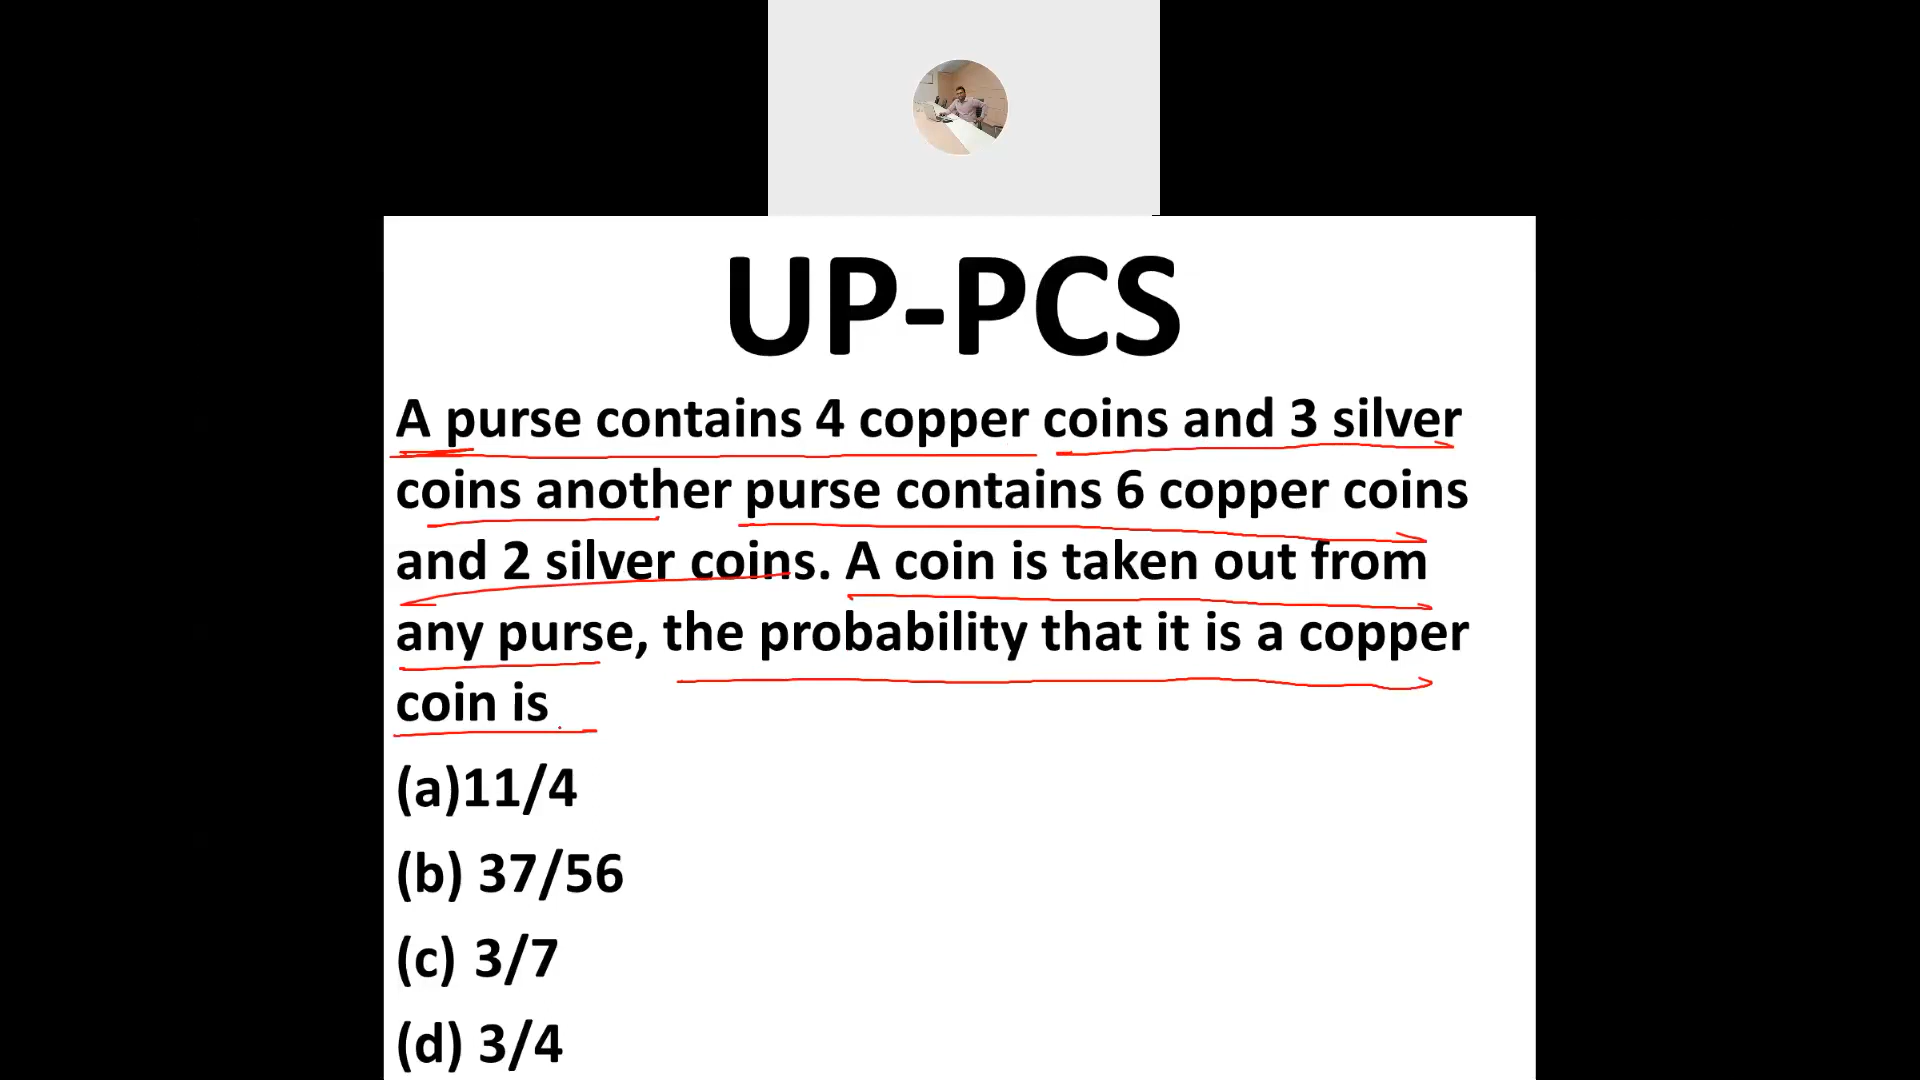 UP-PCS
A purse contains 4 copper coins and 3 silver
coins another purse contains 6 copper coins
and 2 silver coins. A coin is taken out from
any purse, the probability that it is a copper
coin is
(a)11/4
(b) 37/56
(c) 3/7
(d) 3/4